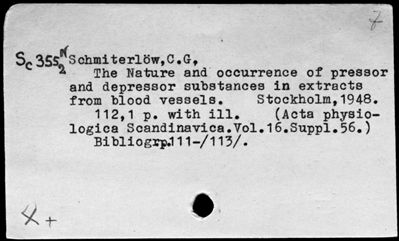 7
Sc 355 N/2 Schmiterlöw,C.G,
The Nature and occurrence of pressor
and depressor substances in extracts
from blood vessels. Stockholm,1948.
112,1 p. with ill. (Acta physio-
logica Scandinavica.Vol.16.Suppl.56.)
Bibliogr.p.111-/113/.
4 +